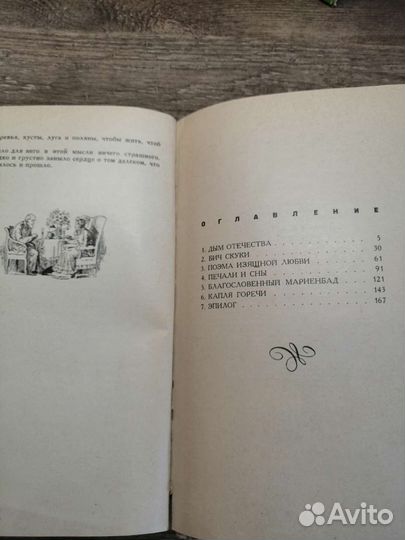 ревья, кусты, луга и поляны, чтобы жить, чтоб
ло для него в этой мысли ничего страшного.
ко и грустно заныло сердце о том далеком, что
лось и прошло.
ОГЛАВЛЕНИЕ
1. ДЫМ ОТЕЧЕСТВА . . . . . . . . . . . 5
2. БИЧ СКУКИ . . . . . . . . . . . . . 30
3. ПОЭМА ИЗЯЩНОЙ ЛЮБВИ . . . . . . . 61
4. ПЕЧАЛИ И СНЫ . . . . . . . . . . . 91
5. БЛАГОСЛОВЕННЫЙ МАРИЕНБАД . . . . 121
6. КАПЛЯ ГОРЕЧИ . . . . . . . . . . . 143
7. ЭПИЛОГ . . . . . . . . . . . . . . 167
Avito